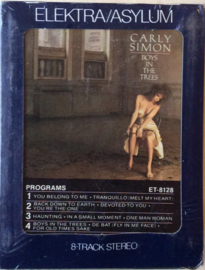 ELEKTRA/ASYLUM
CARLY
SIMON
BOYS
IN THE
TREES
PROGRAMS
ET-8128
1 YOU BELONG TO ME • TRANQUILLO (MELT MY HEART)
2 BACK DOWN TO EARTH • DEVOTED TO YOU •
YOU'RE THE ONE
3 HAUNTING • IN A SMALL MOMENT • ONE MAN WOMAN
4 BOYS IN THE TREES • DE BAT (FLY IN ME FACE) •
FOR OLD TIMES SAKE
8-TRACK STEREO